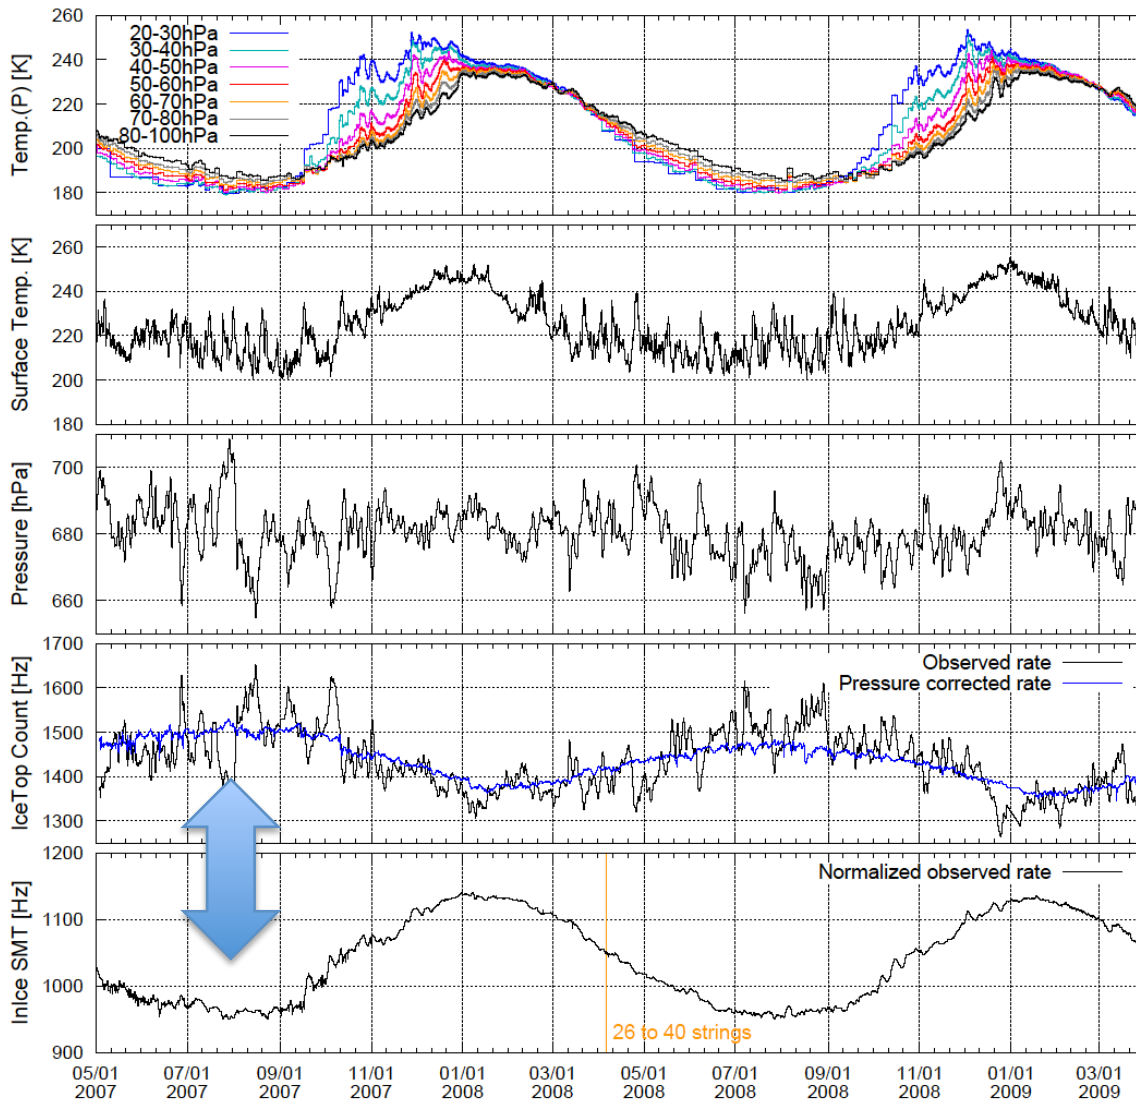 Temp.(P) [K]
260
240
220
200
180
20-30hPa
30-40hPa
40-50hPa
50-60hPa
60-70hPa
70-80hPa
80-100hPa
Surface Temp. [K]
260
240
220
200
180
Pressure [hPa]
700
680
660
IceTop Count [Hz]
1700
1600
1500
1400
1300
Observed rate
Pressure corrected rate
InIce SMT [Hz]
1200
1100
1000
900
Normalized observed rate
26 to 40 strings
05/01 07/01 09/01 11/01 01/01 03/01 05/01 07/01 09/01 11/01 01/01 03/01
2007 2007 2007 2007 2008 2008 2008 2008 2008 2008 2009 2009